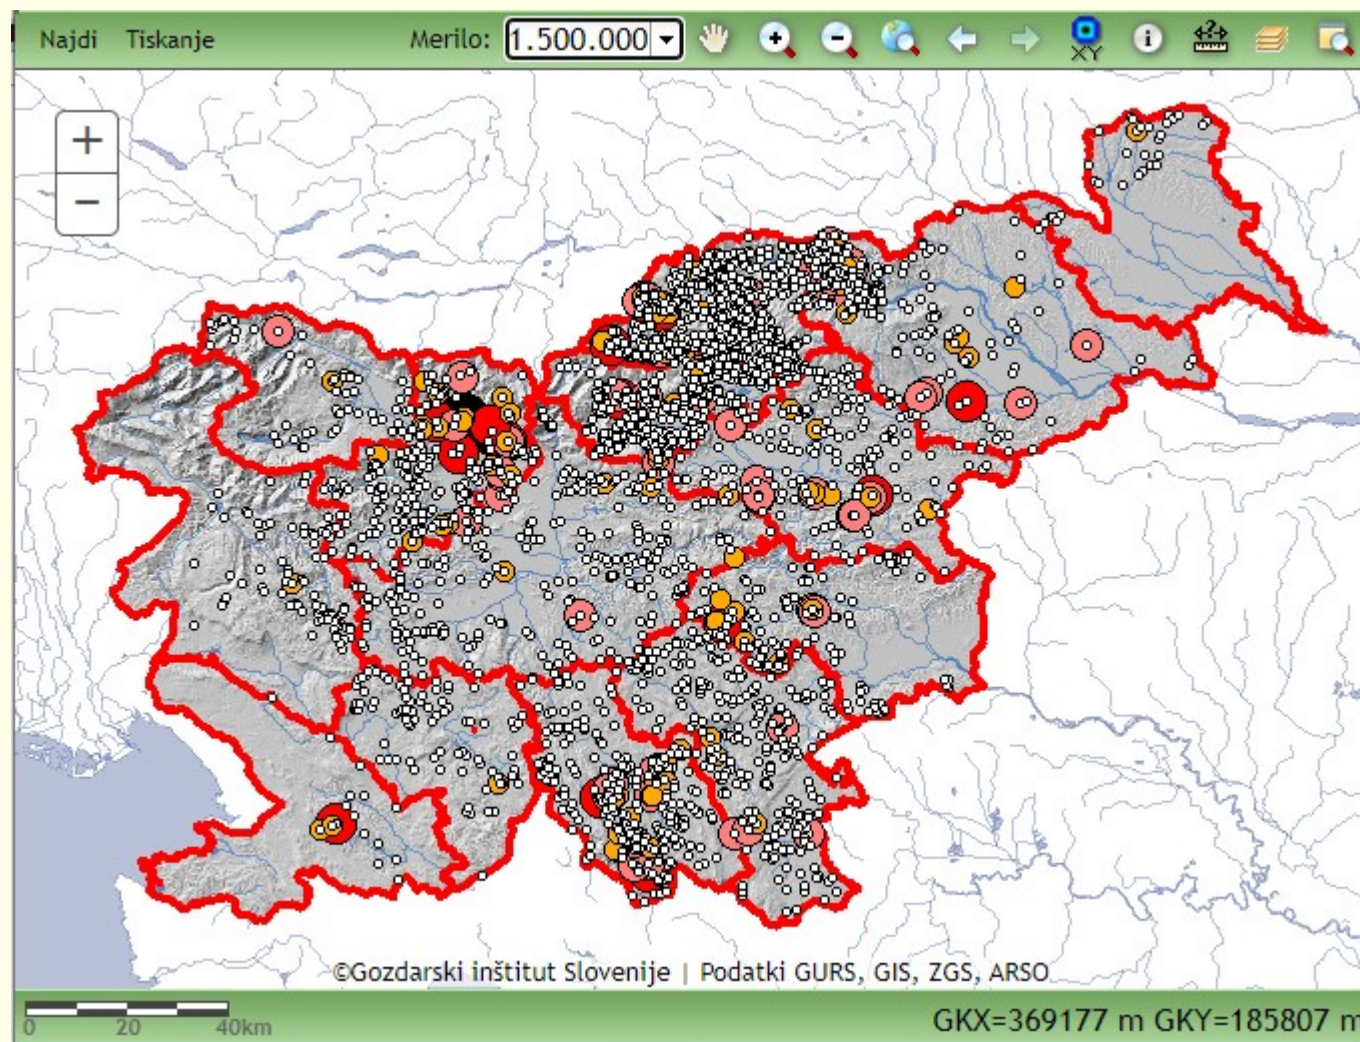 Najdi Tiskanje Merilo: 1.500.000 XY
+
−
©Gozdarski inštitut Slovenije | Podatki GURS, GIS, ZGS, ARSO
0 20 40km GKX=369177 m GKY=185807 m